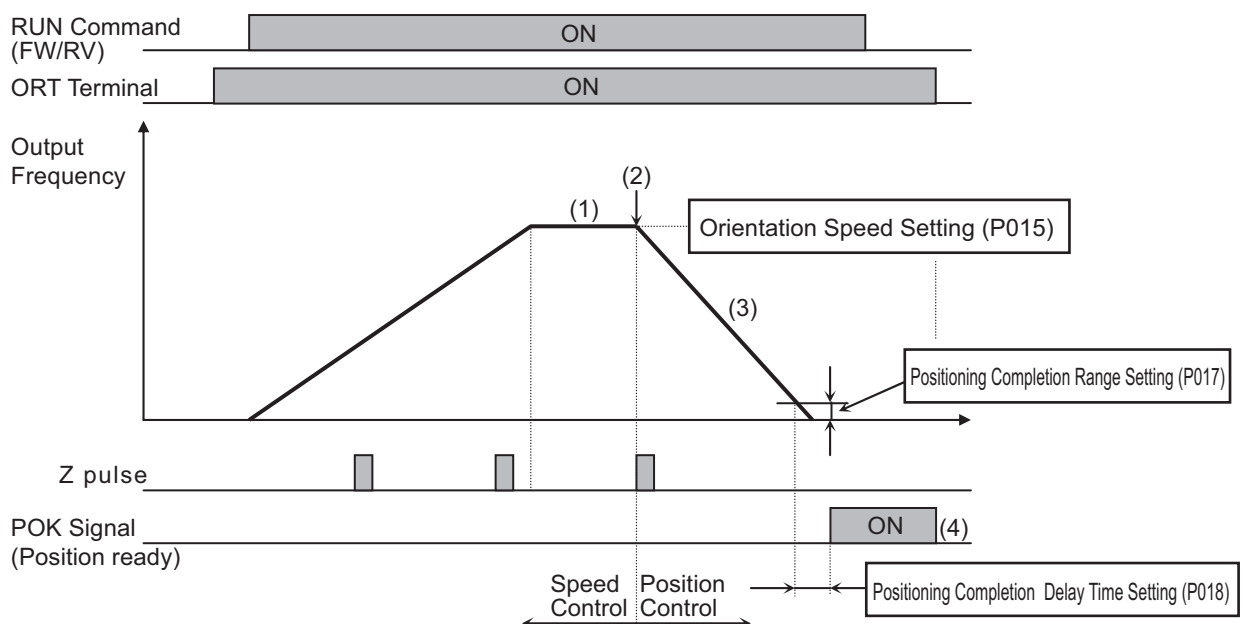 RUN Command
(FW/RV)
ON
ORT Terminal
ON
Output
Frequency
(1)
(2)
Orientation Speed Setting (P015)
(3)
Positioning Completion Range Setting (P017)
Z pulse
POK Signal
(Position ready)
ON
(4)
Speed
Control
Position
Control
Positioning Completion Delay Time Setting (P018)